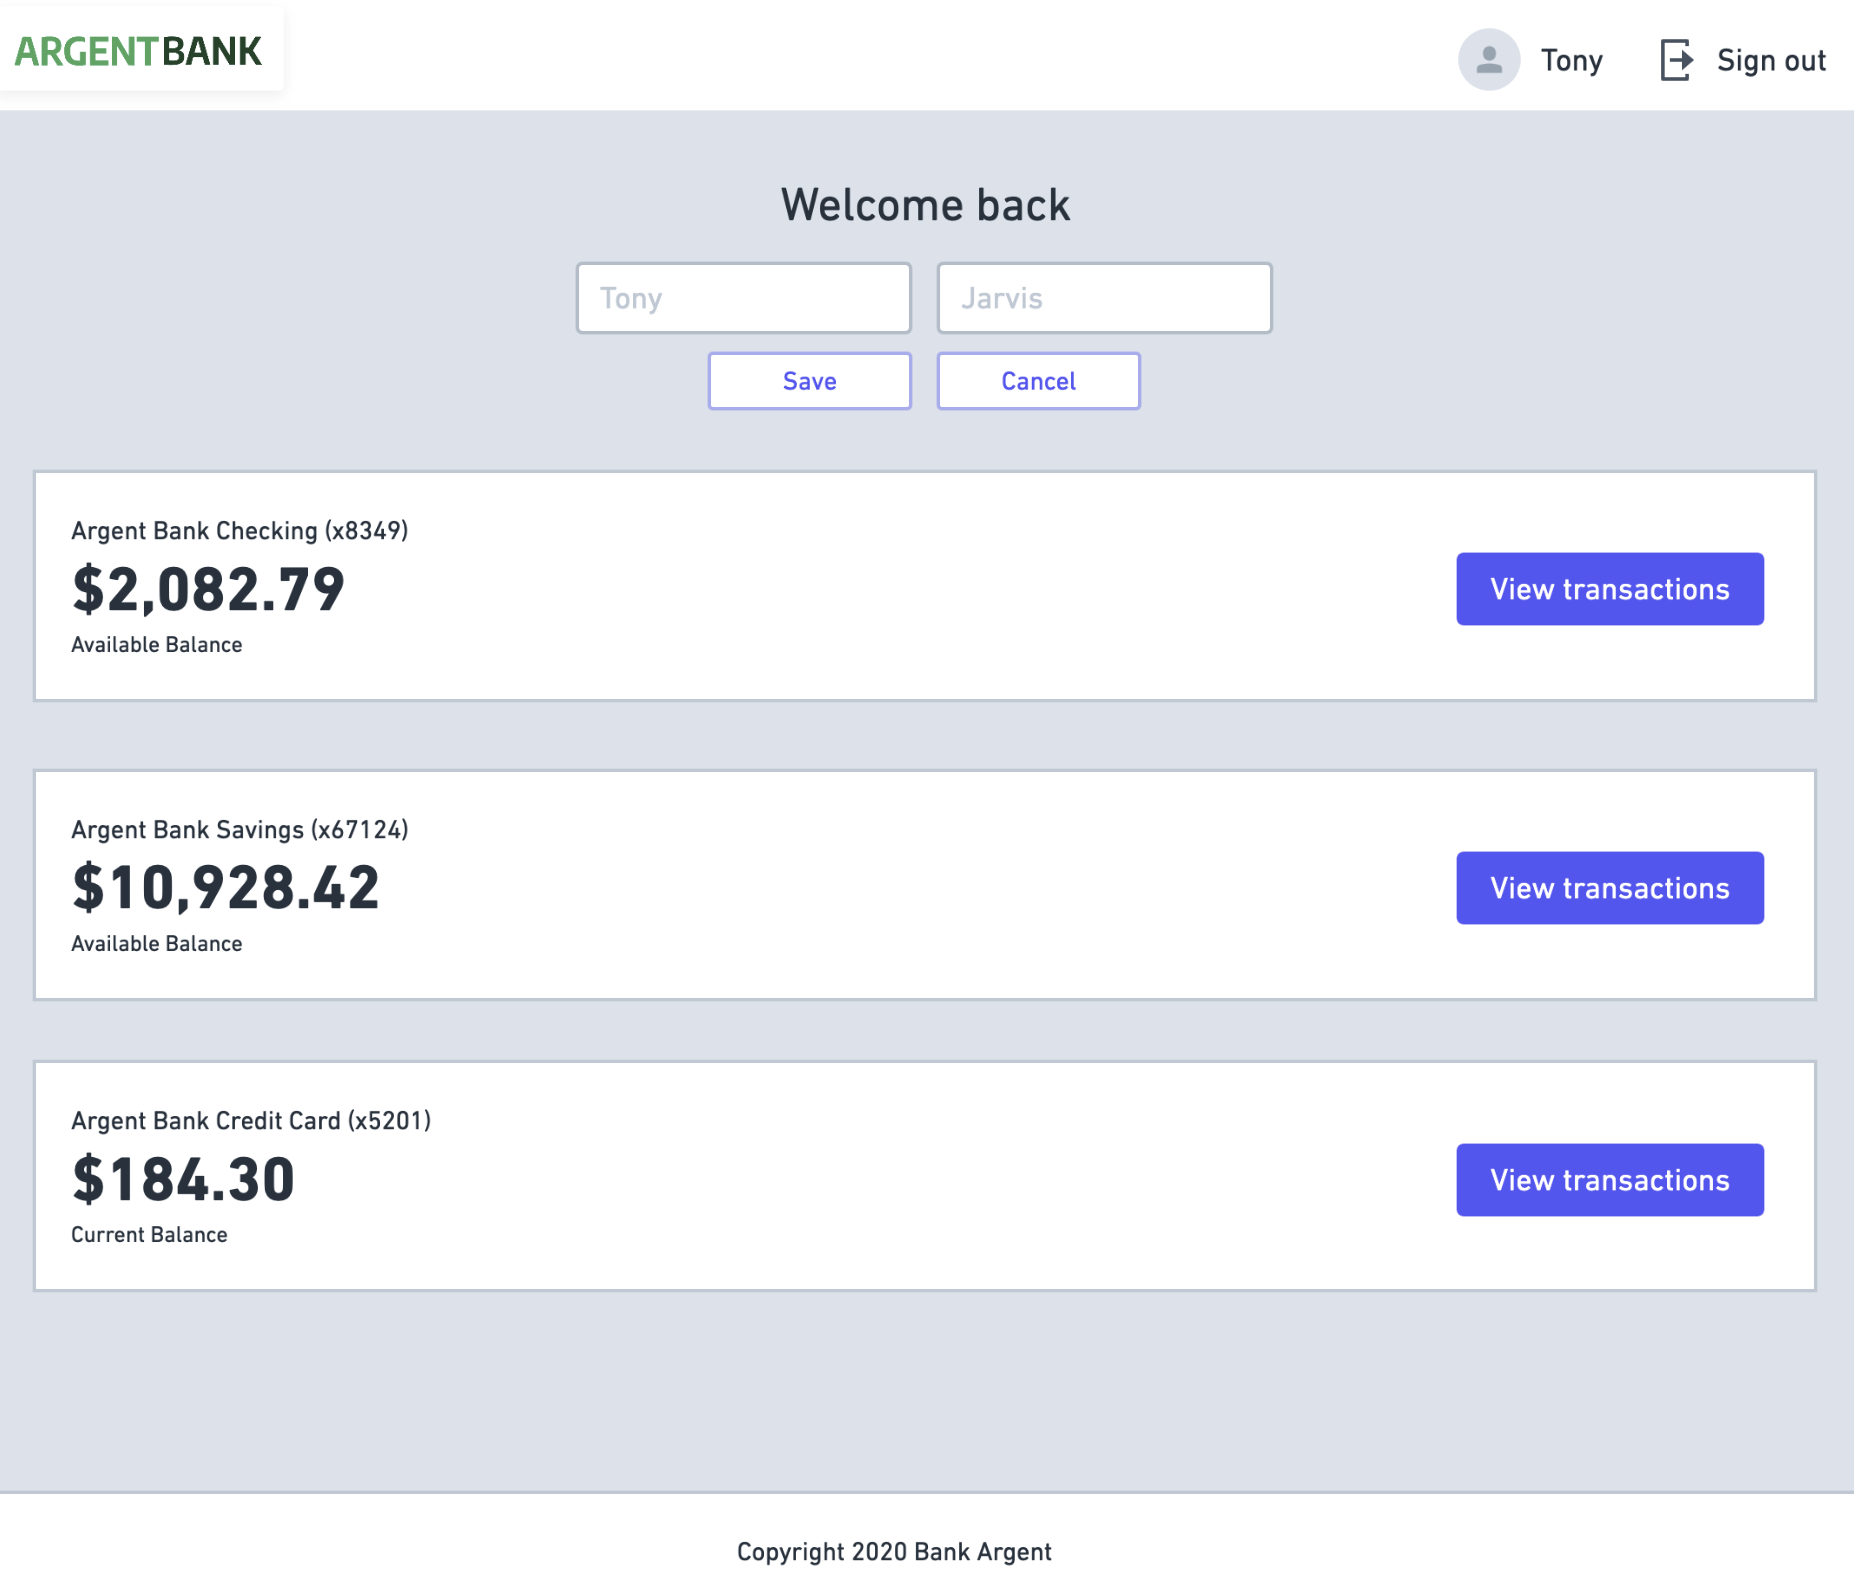 ARGENTBANK
Tony
Sign out
Welcome back
Tony
Jarvis
Save
Cancel
Argent Bank Checking (x8349)
$2,082.79
Available Balance
View transactions
Argent Bank Savings (x67124)
$10,928.42
Available Balance
View transactions
Argent Bank Credit Card (x5201)
$184.30
Current Balance
View transactions
Copyright 2020 Bank Argent